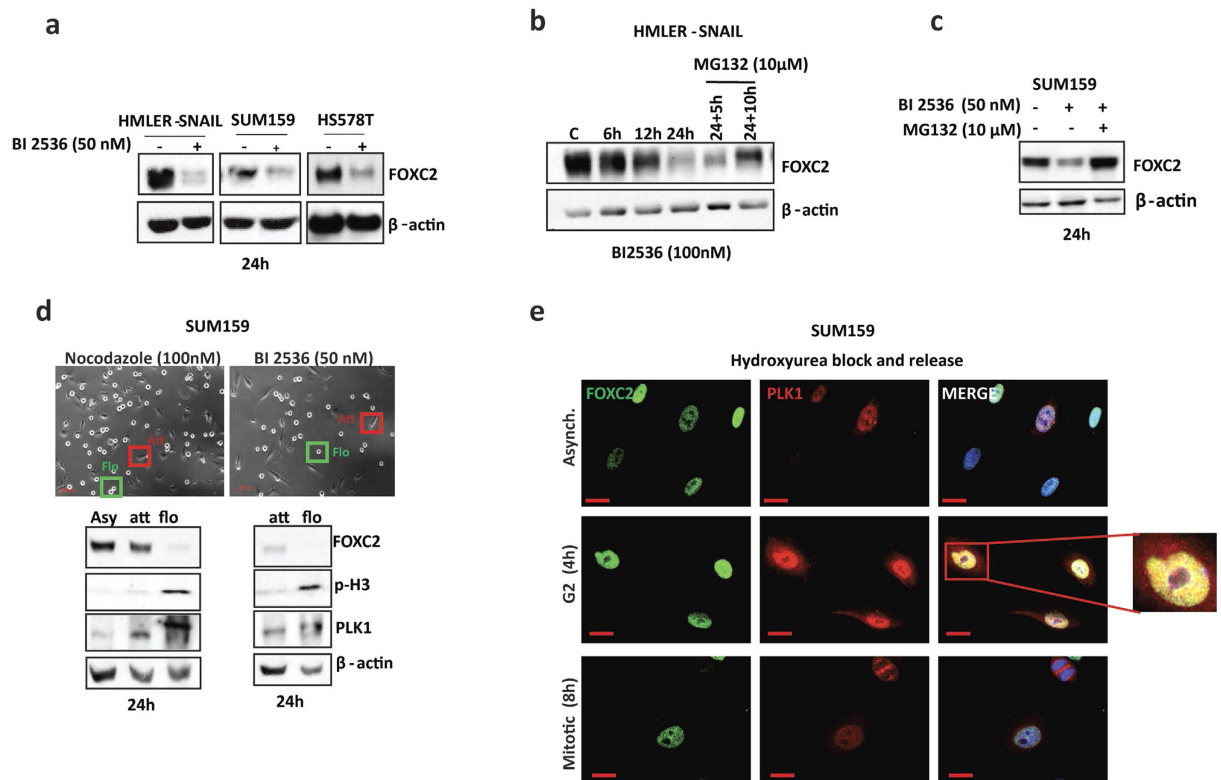 a
HMLER -SNAIL SUM159 HS578T
BI 2536 (50 nM) - + - + - +
FOXC2
β-actin
24h
b
HMLER - SNAIL
MG132 (10µM)
C 6h 12h 24h 24+5h 24+10h
FOXC2
β-actin
BI2536 (100nM)
c
SUM159
BI 2536 (50 nM) - + +
MG132 (10 µM) - - +
FOXC2
β-actin
24h
d
SUM159
Nocodazole (100nM) BI 2536 (50 nM)
Att
Flo
Att
Flo
Asy att flo att flo
FOXC2
p-H3
PLK1
β-actin
24h 24h
e
SUM159
Hydroxyurea block and release
FOXC2 PLK1 MERGE
Asynch.
G2 (4h)
Mitotic (8h)